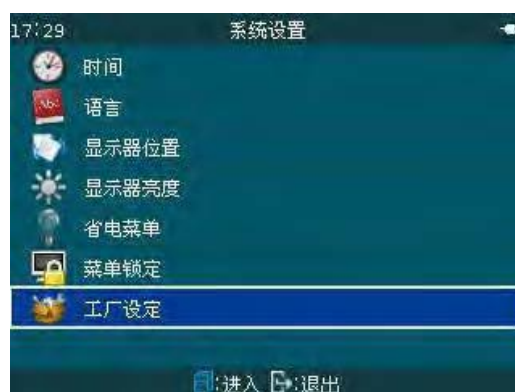 17:29 系统设置
时间
语言
显示器位置
显示器亮度
省电菜单
菜单锁定
工厂设定
:进入 :退出